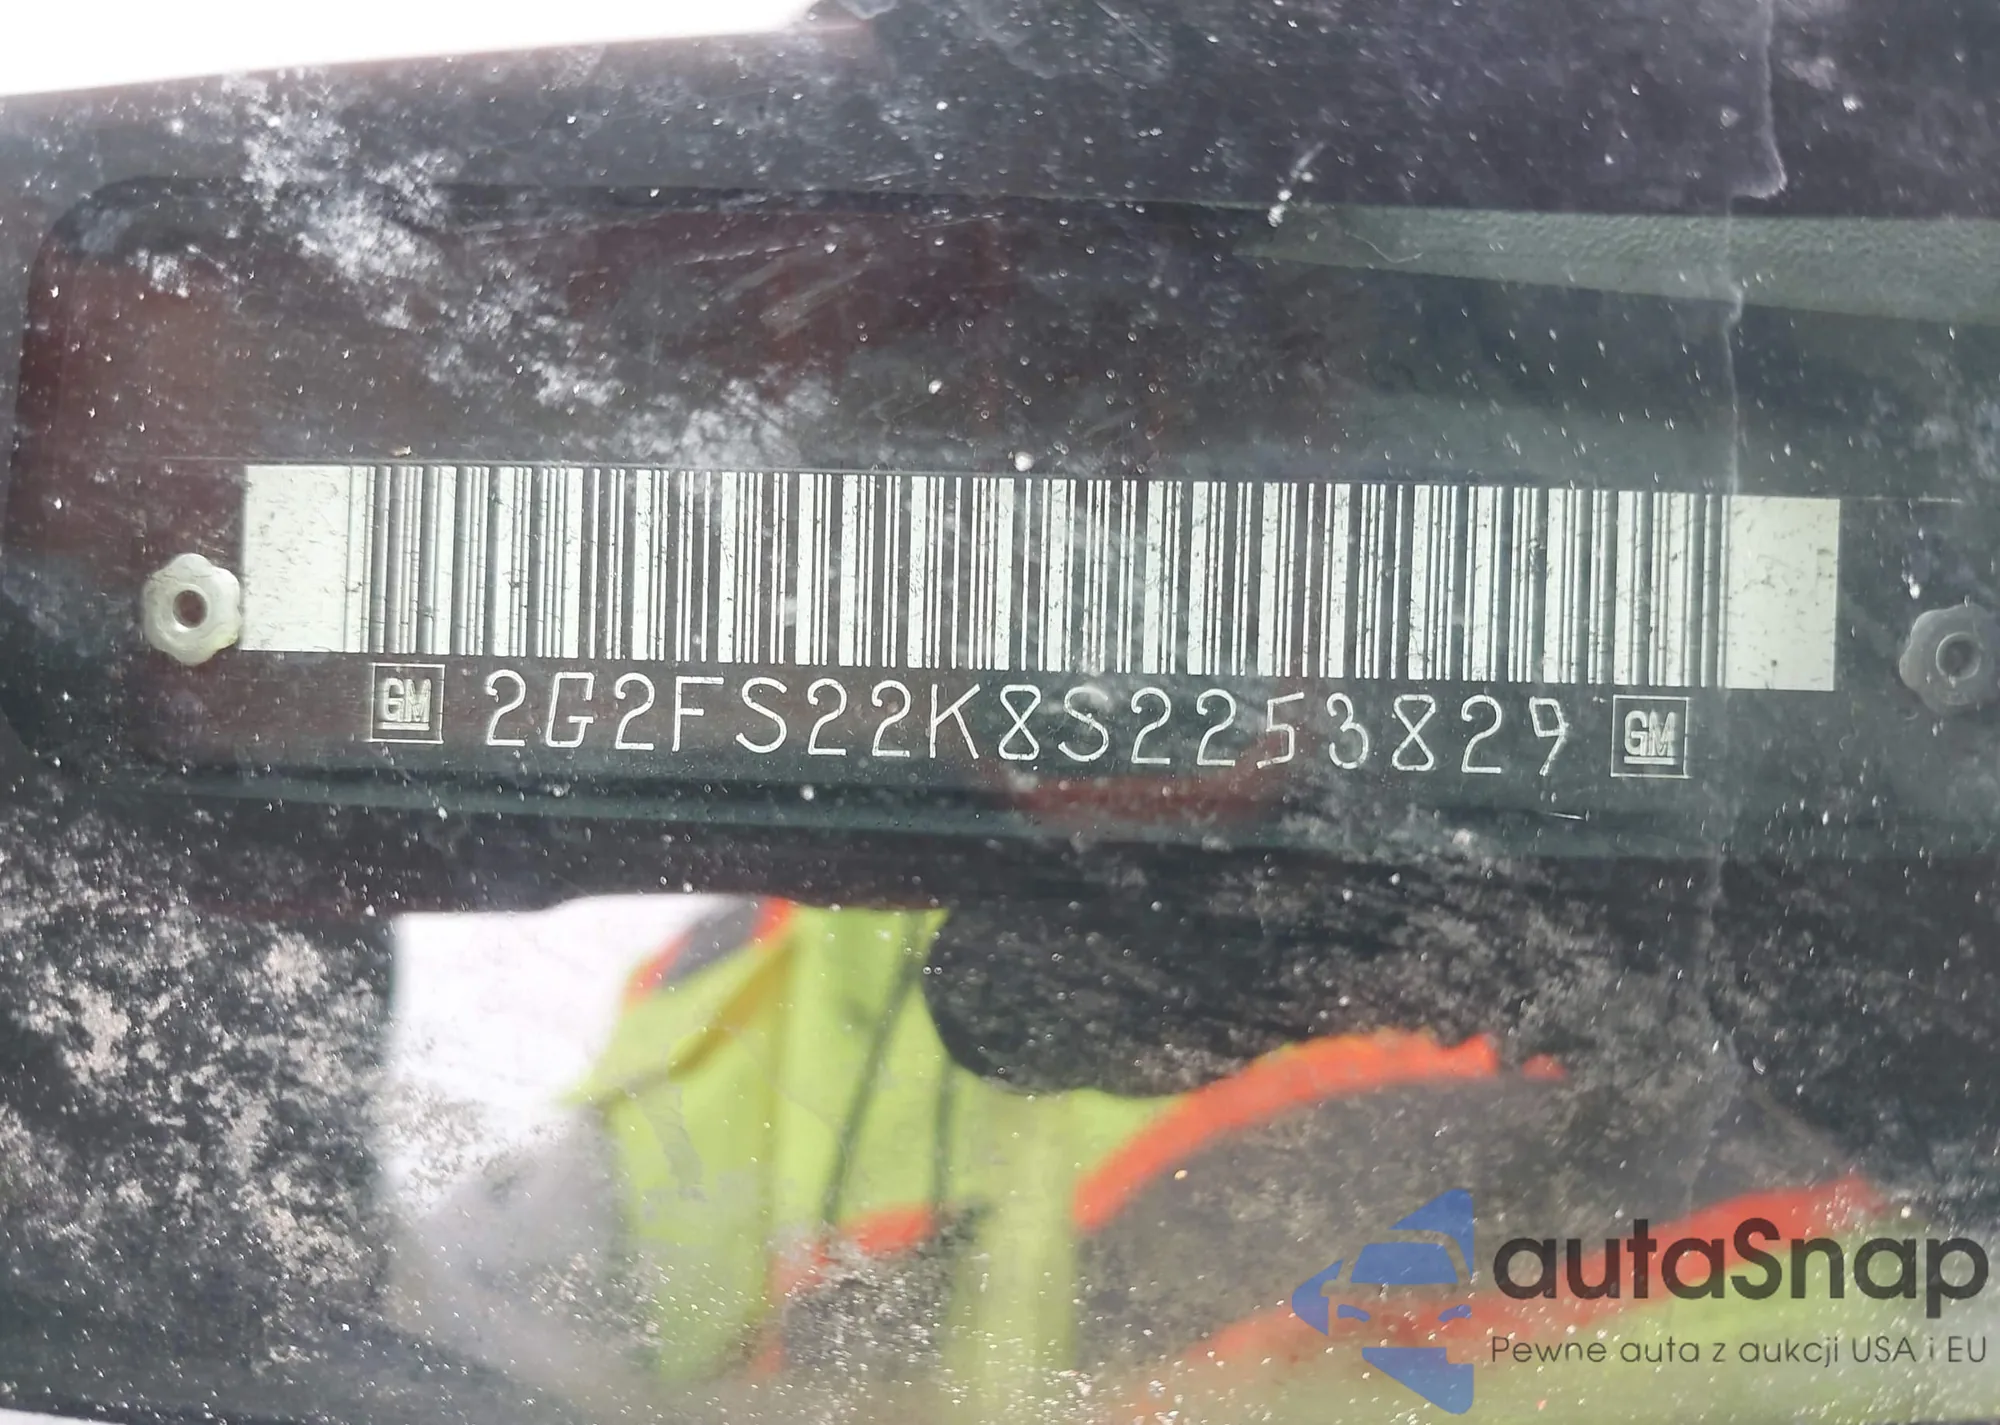 GM 2G2FS22K8S2253829 GM
autaSnap
Pewne auta z aukcji USA i EU